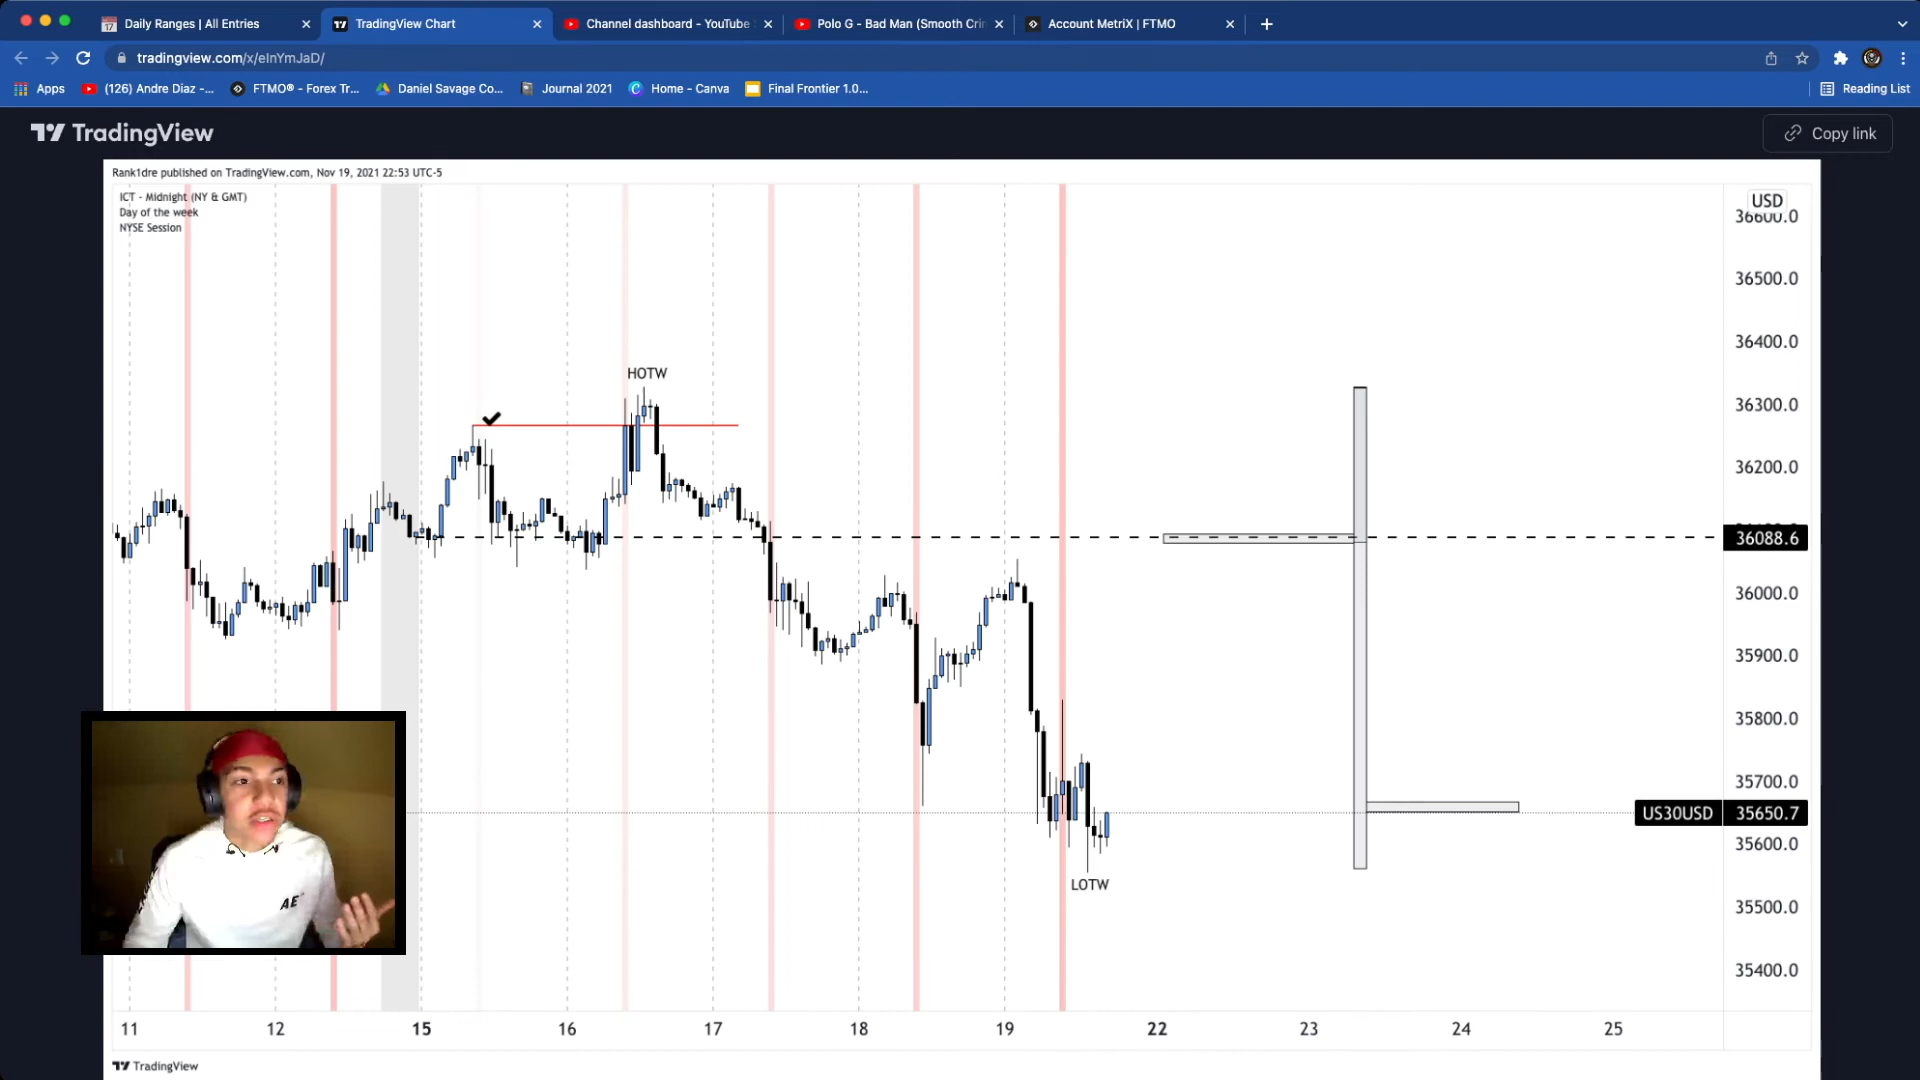 Daily Ranges | All Entries
TradingView Chart
Channel dashboard - YouTube
Polo G - Bad Man (Smooth Cri
Account MetriX | FTMO
tradingview.com/x/eInYmJaD/
Apps
(126) Andre Diaz -...
FTMO® - Forex Tr...
Daniel Savage Co...
Journal 2021
Home - Canva
Final Frontier 1.0...
Reading List
TradingView
Copy link
Rank1dre published on TradingView.com, Nov 19, 2021 22:53 UTC-5
ICT - Midnight (NY & GMT)
Day of the week
NYSE Session
USD
36600.0
36500.0
36400.0
HOTW
36300.0
36200.0
36088.6
36000.0
35900.0
35800.0
35700.0
US30USD 35650.7
35600.0
LOTW
35500.0
35400.0
AE
11 12 15 16 17 18 19 22 23 24 25
TradingView